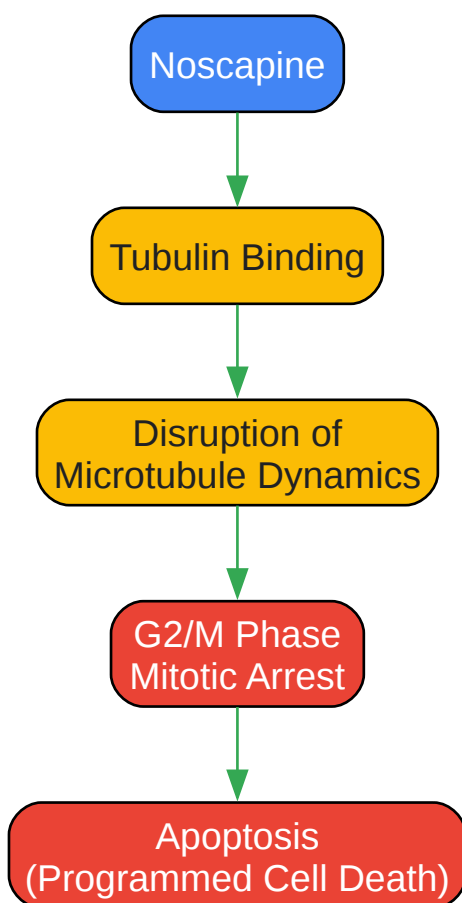 Noscapine
Tubulin Binding
Disruption of
Microtubule Dynamics
G2/M Phase
Mitotic Arrest
Apoptosis
(Programmed Cell Death)